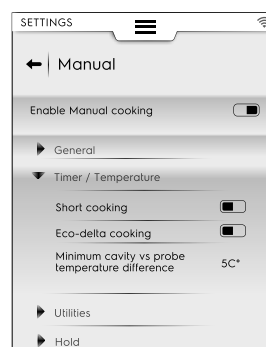 SETTINGS
Manual
Enable Manual cooking
General
Timer / Temperature
Short cooking
Eco-delta cooking
Minimum cavity vs probe
temperature difference
5C°
Utilities
Hold